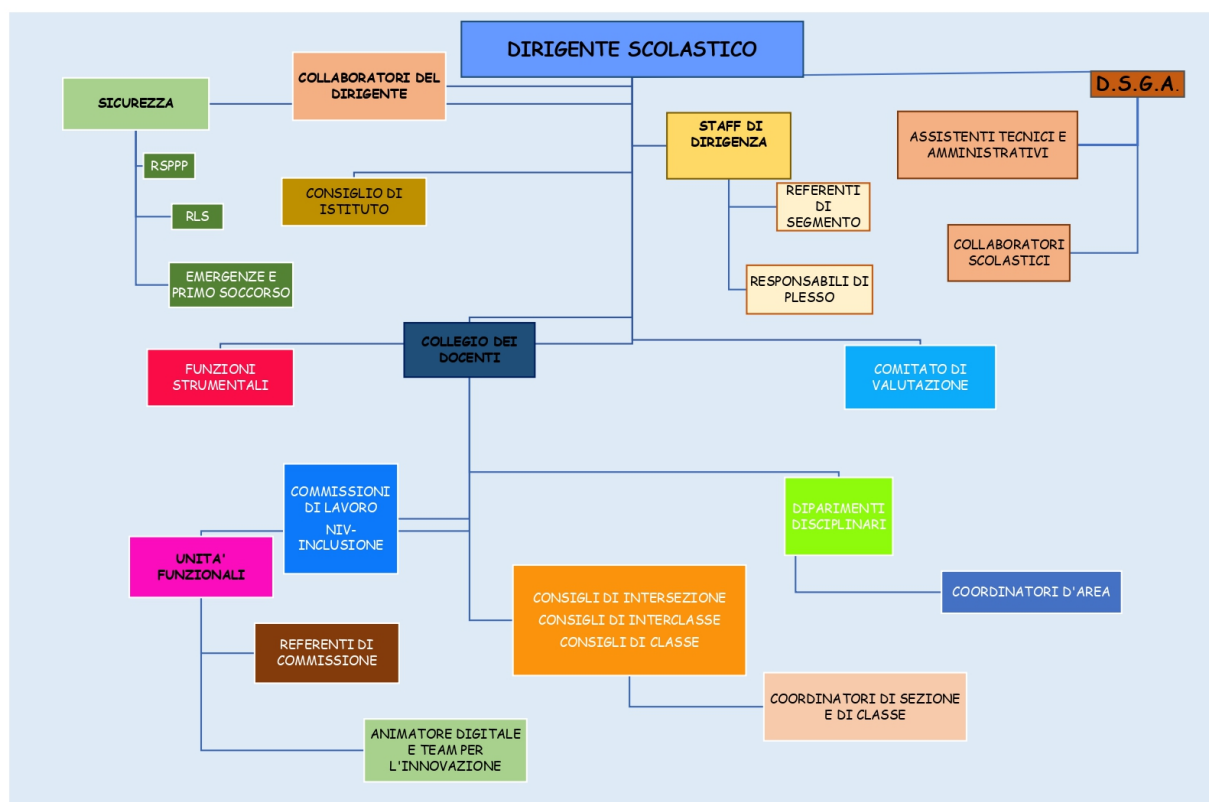 DIRIGENTE SCOLASTICO
COLLABORATORI DEL
DIRIGENTE
D.S.G.A.
SICUREZZA
STAFF DI
DIRIGENZA
ASSISTENTI TECNICI E
AMMINISTRATIVI
RSPPP
CONSIGLIO DI
ISTITUTO
REFERENTI
DI
SEGMENTO
RLS
COLLABORATORI
SCOLASTICI
EMERGENZE E
PRIMO SOCCORSO
RESPONSABILI DI
PLESSO
COLLEGIO DEI
DOCENTI
FUNZIONI
STRUMENTALI
COMITATO DI
VALUTAZIONE
COMMISSIONI
DI LAVORO
NIV-
INCLUSIONE
DIPARIMENTI
DISCIPLINARI
UNITA'
FUNZIONALI
CONSIGLI DI INTERSEZIONE
CONSIGLI DI INTERCLASSE
CONSIGLI DI CLASSE
COORDINATORI D'AREA
REFERENTI DI
COMMISSIONE
COORDINATORI DI SEZIONE
E DI CLASSE
ANIMATORE DIGITALE
E TEAM PER
L'INNOVAZIONE